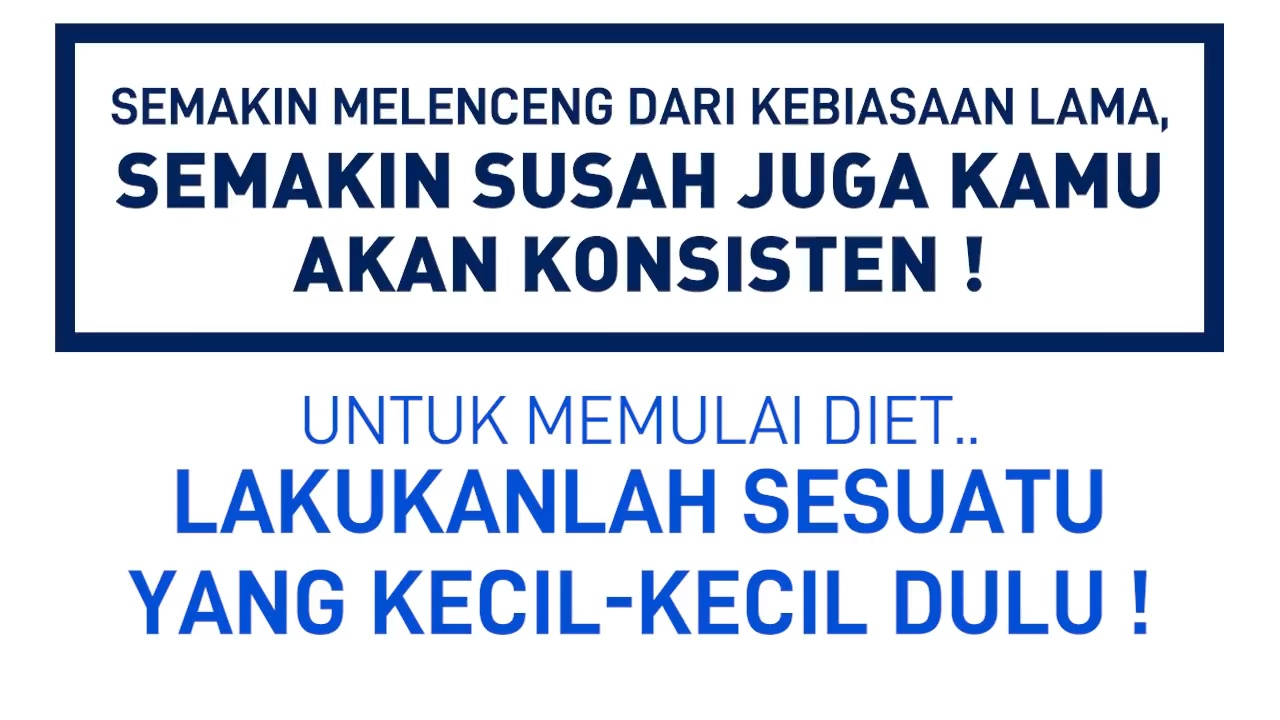 SEMAKIN MELENCENG DARI KEBIASAAN LAMA,
SEMAKIN SUSAH JUGA KAMU
AKAN KONSISTEN !
UNTUK MEMULAI DIET..
LAKUKANLAH SESUATU
YANG KECIL-KECIL DULU !